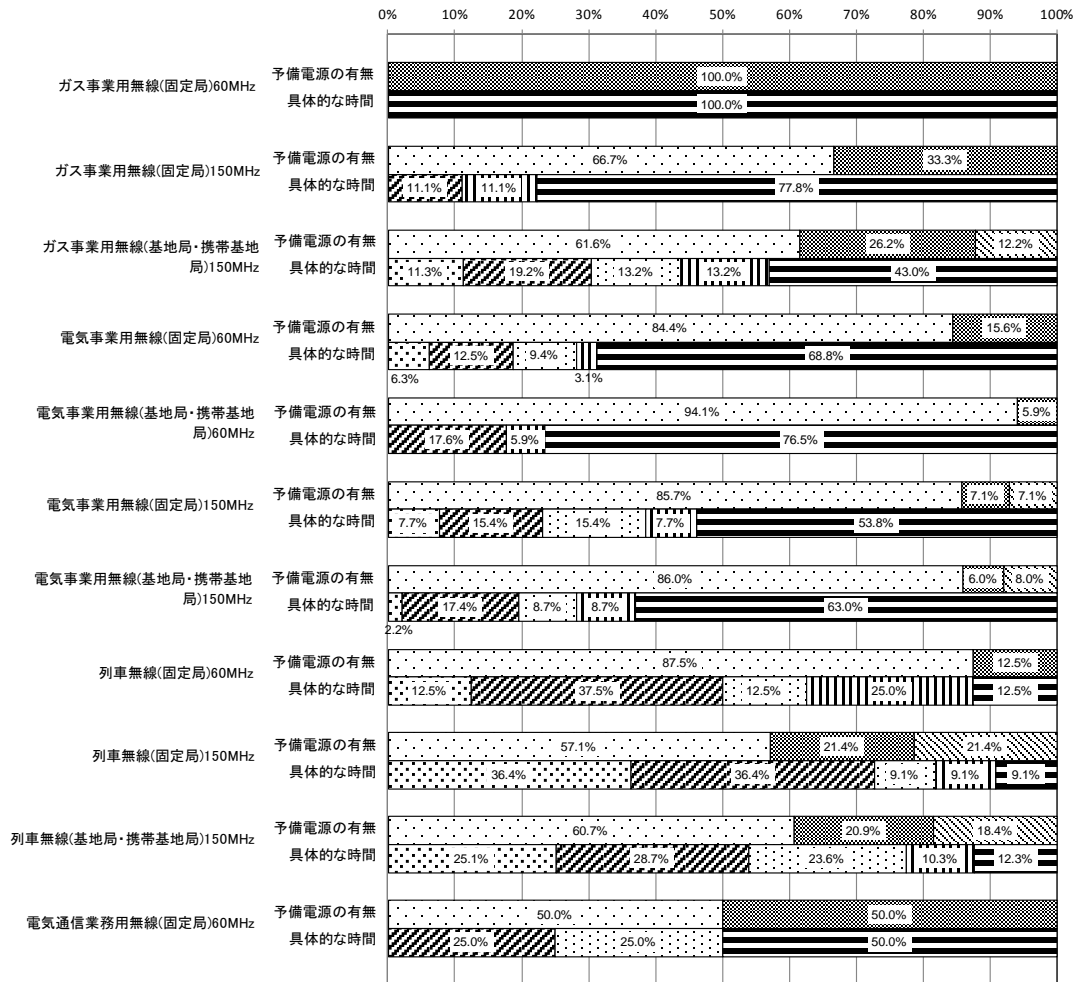 0% 10% 20% 30% 40% 50% 60% 70% 80% 90% 100%
ガス事業用無線(固定局)60MHz
予備電源の有無
100.0%
具体的な時間
100.0%
ガス事業用無線(固定局)150MHz
予備電源の有無
66.7% 33.3%
具体的な時間
11.1% 11.1% 77.8%
ガス事業用無線(基地局・携帯基地
局)150MHz
予備電源の有無
61.6% 26.2% 12.2%
具体的な時間
11.3% 19.2% 13.2% 13.2% 43.0%
電気事業用無線(固定局)60MHz
予備電源の有無
84.4% 15.6%
具体的な時間
12.5% 9.4% 68.8%
6.3% 3.1%
電気事業用無線(基地局・携帯基地
局)60MHz
予備電源の有無
94.1% 5.9%
具体的な時間
17.6% 5.9% 76.5%
電気事業用無線(固定局)150MHz
予備電源の有無
85.7% 7.1% 7.1%
具体的な時間
7.7% 15.4% 15.4% 7.7% 53.8%
電気事業用無線(基地局・携帯基地
局)150MHz
予備電源の有無
86.0% 6.0% 8.0%
具体的な時間
17.4% 8.7% 8.7% 63.0%
2.2%
列車無線(固定局)60MHz
予備電源の有無
87.5% 12.5%
具体的な時間
12.5% 37.5% 12.5% 25.0% 12.5%
列車無線(固定局)150MHz
予備電源の有無
57.1% 21.4% 21.4%
具体的な時間
36.4% 36.4% 9.1% 9.1% 9.1%
列車無線(基地局・携帯基地局)150MHz
予備電源の有無
60.7% 20.9% 18.4%
具体的な時間
25.1% 28.7% 23.6% 10.3% 12.3%
電気通信業務用無線(固定局)60MHz
予備電源の有無
50.0% 50.0%
具体的な時間
25.0% 25.0% 50.0%